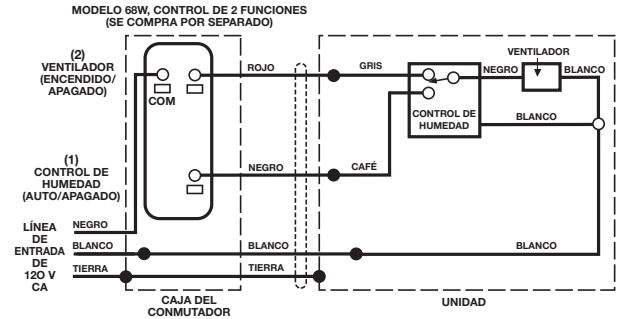 MODELO 68W, CONTROL DE 2 FUNCIONES
(SE COMPRA POR SEPARADO)
(2)
VENTILADOR
(ENCENDIDO/
APAGADO)
COM
ROJO
GRIS
VENTILADOR
NEGRO
BLANCO
CONTROL DE
HUMEDAD
BLANCO
(1)
CONTROL DE
HUMEDAD
(AUTO/APAGADO)
NEGRO
CAFÉ
LÍNEA
DE
ENTRADA
DE
120 V
CA
NEGRO
BLANCO
BLANCO
BLANCO
TIERRA
TIERRA
CAJA DEL
CONMUTADOR
UNIDAD